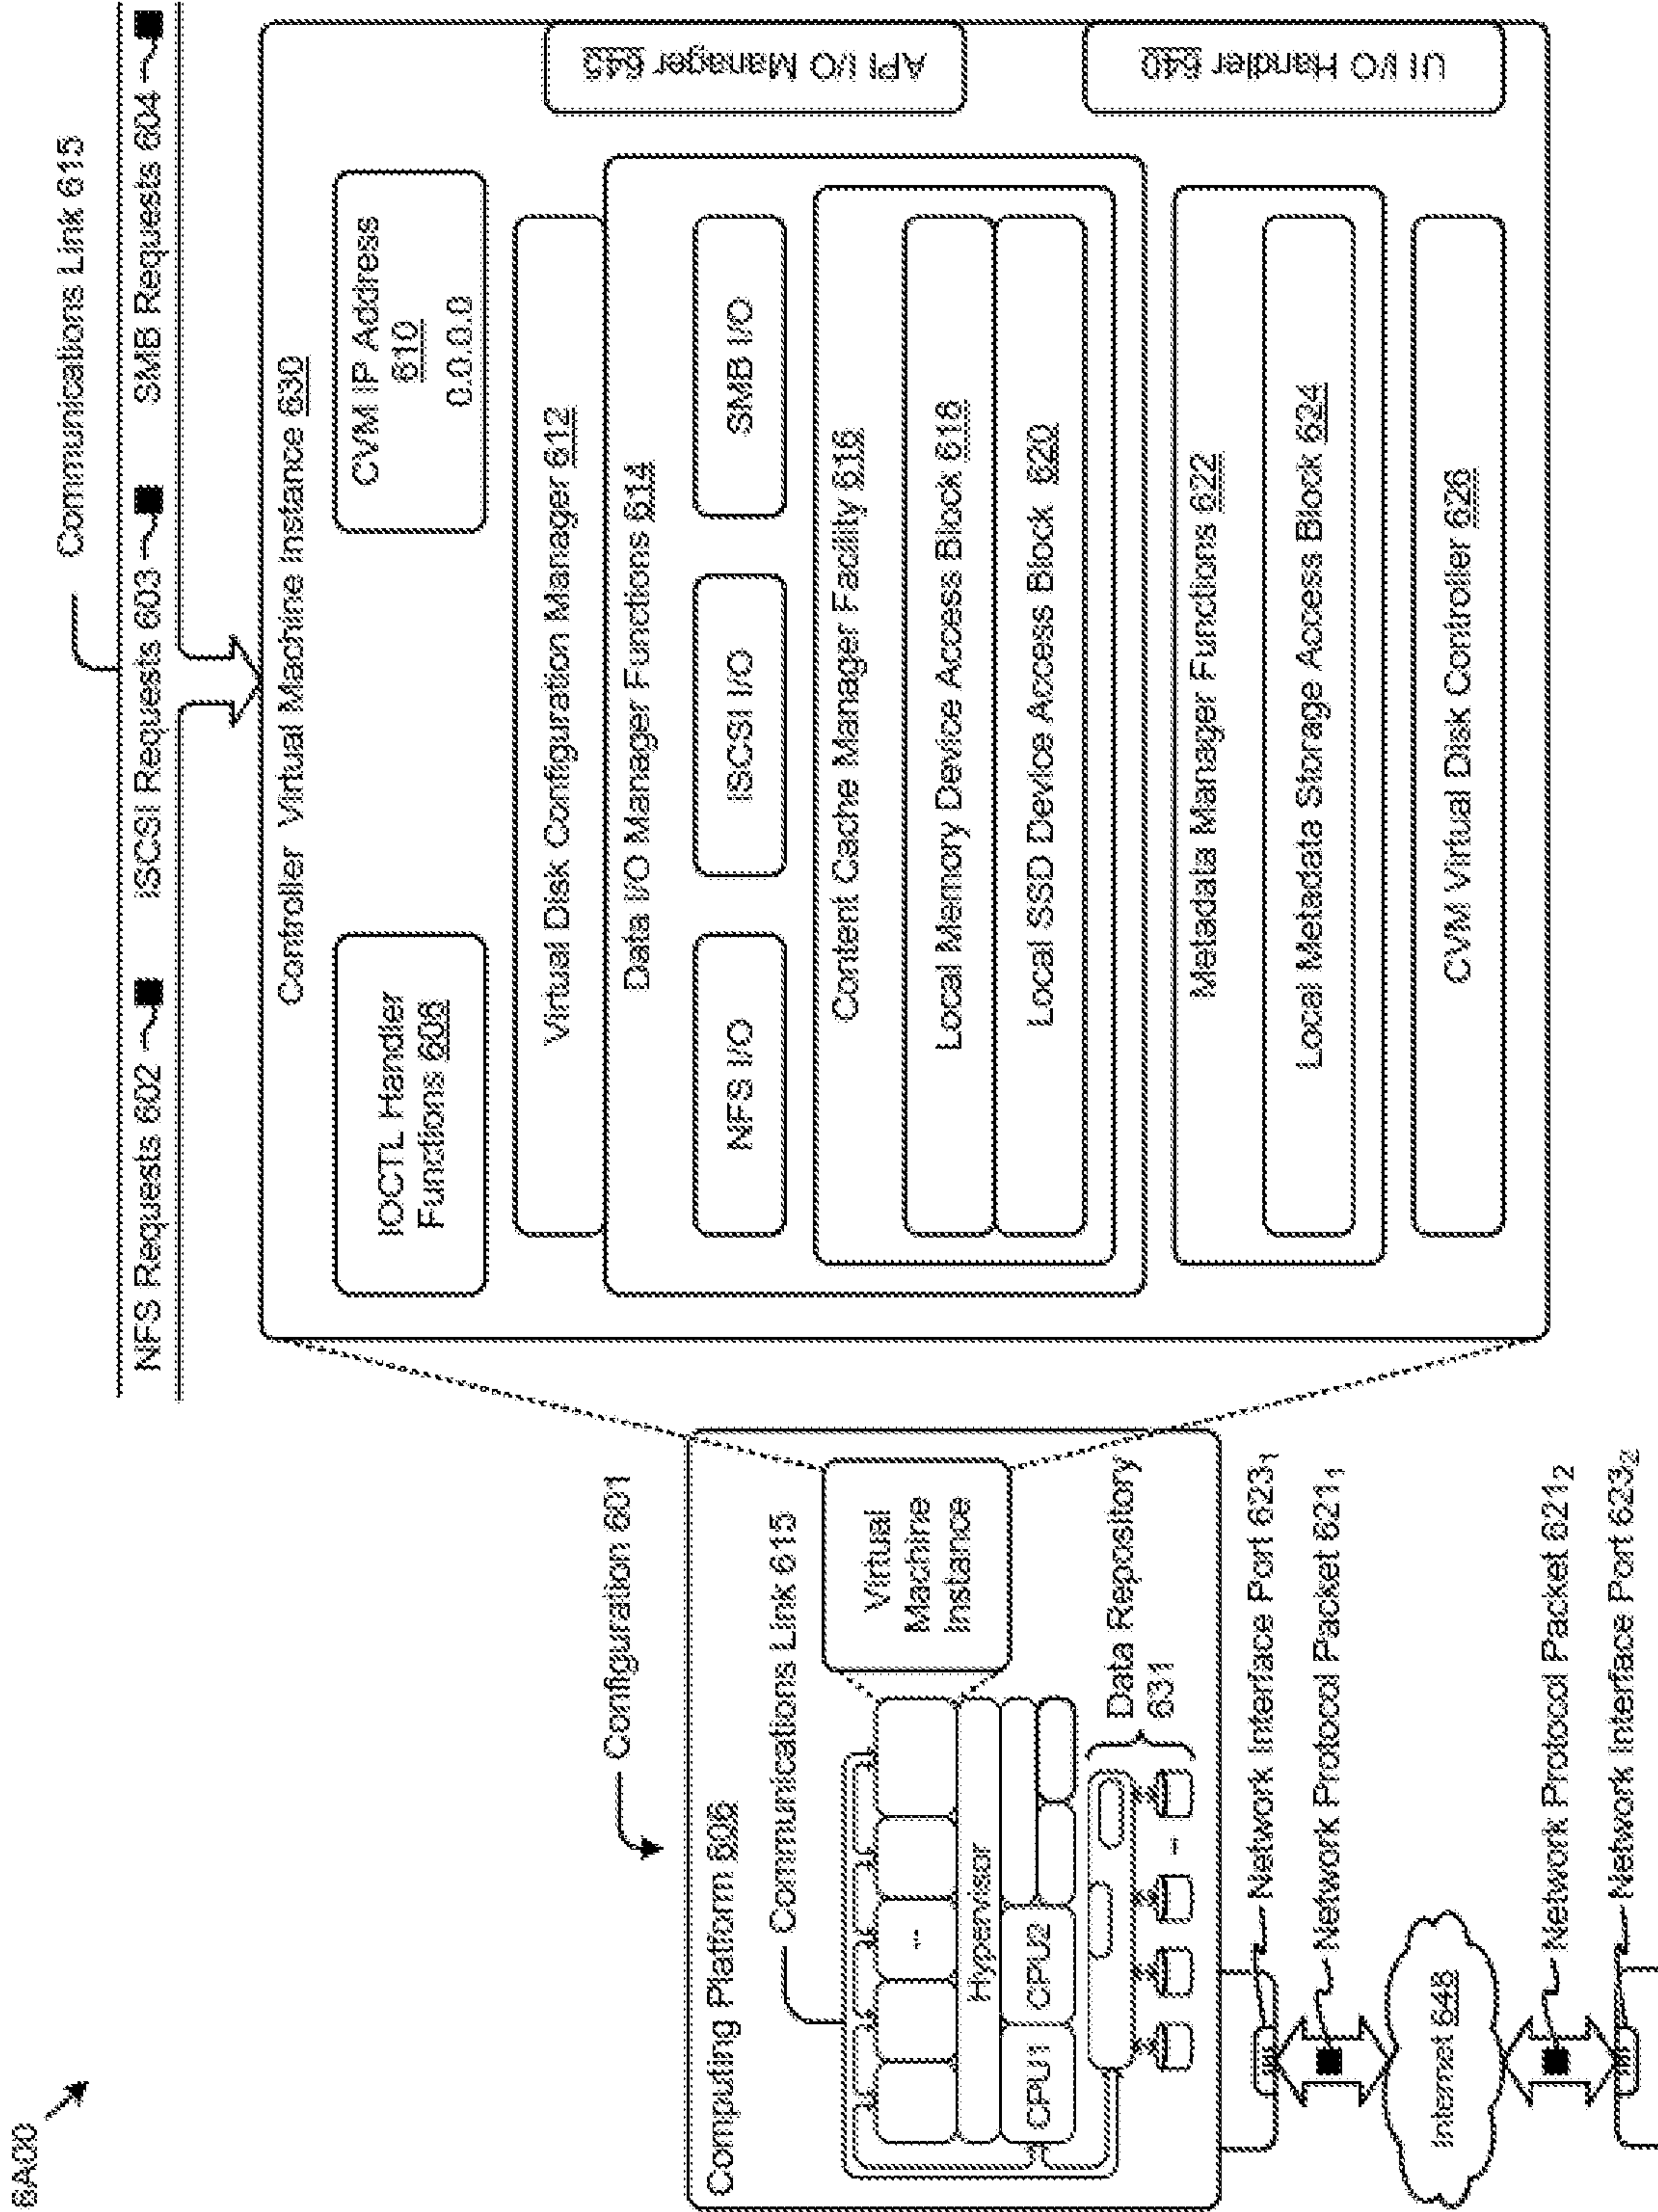 6A00
Communications Link 615
NFS Requests 602
iSCSI Requests 603
SMB Requests 604
Configuration 601
Computing Platform 606
Communications Link 615
...
Hypervisor
CPU1
CPU2
...
Virtual
Machine
Instance
Data Repository
631
Network Interface Port 623₁
Network Protocol Packet 621₁
Internet 648
Network Protocol Packet 621₂
Network Interface Port 623₂
Controller Virtual Machine Instance 630
IOCTL Handler
Functions 608
CVM IP Address
610
0.0.0.0
Virtual Disk Configuration Manager 612
Data I/O Manager Functions 614
NFS I/O
ISCSI I/O
SMB I/O
Content Cache Manager Facility 616
Local Memory Device Access Block 618
Local SSD Device Access Block 620
Metadata Manager Functions 622
Local Metadata Storage Access Block 624
CVM Virtual Disk Controller 626
API I/O Manager 645
UI I/O Handler 640